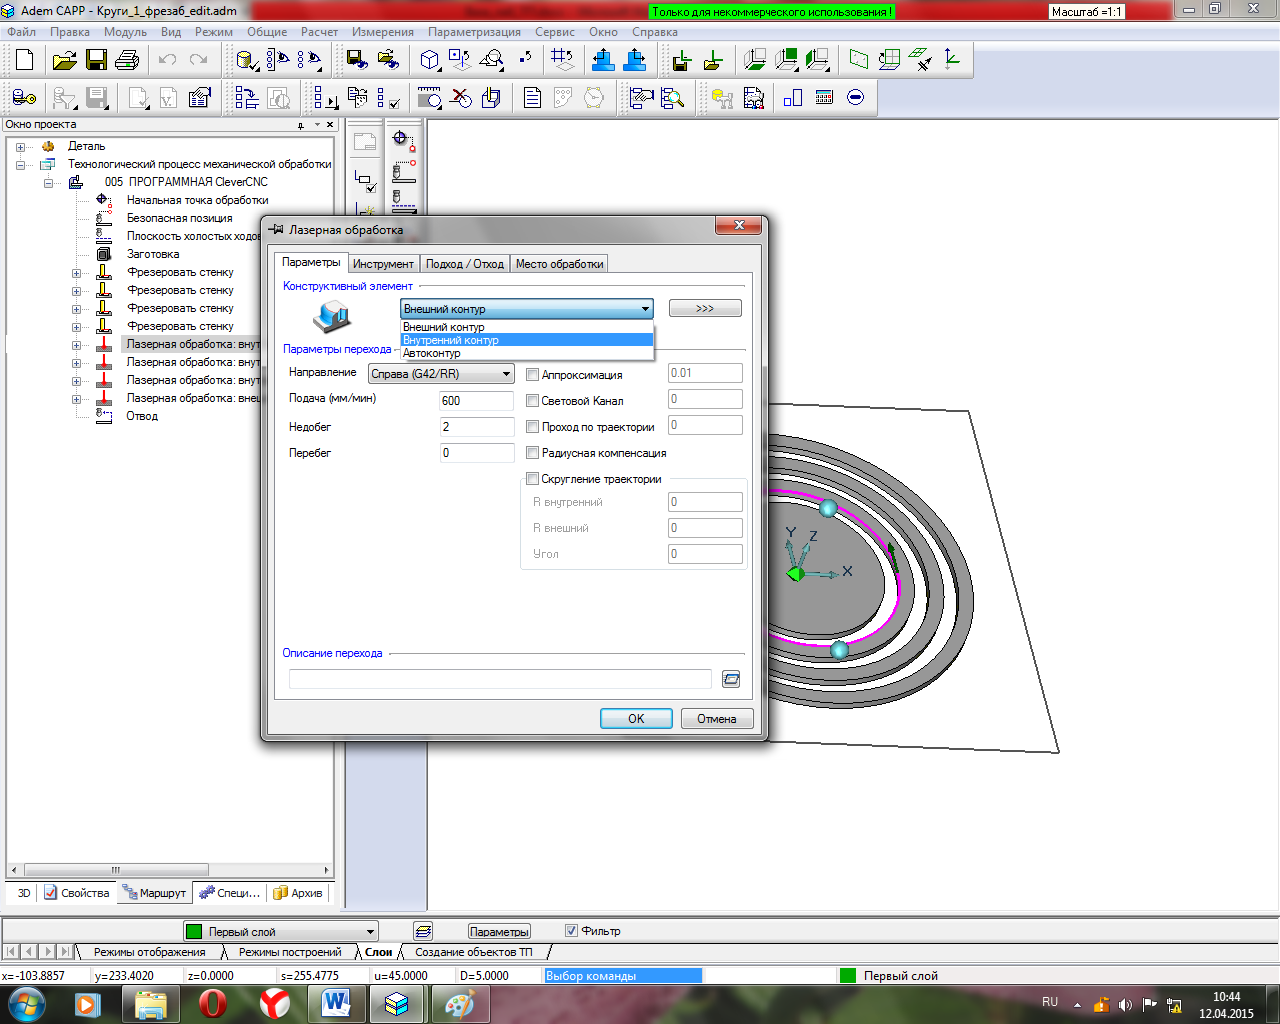 Adem CAPP - Круги_1_фрезаб_edit.adm
Только для некоммерческого использования !
Масштаб =1:1
Файл Правка Модуль Вид Режим Общие Расчет Измерения Параметризация Сервис Окно Справка
Окно проекта
Деталь
Технологический процесс механической обработки
005 ПРОГРАММНАЯ CleverCNC
Начальная точка обработки
Безопасная позиция
Плоскость холостых ходов
Заготовка
Фрезеровать стенку
Фрезеровать стенку
Фрезеровать стенку
Фрезеровать стенку
Лазерная обработка: внут
Лазерная обработка: внут
Лазерная обработка: внут
Лазерная обработка: внеш
Отвод
Лазерная обработка
Параметры Инструмент Подход / Отход Место обработки
Конструктивный элемент
Внешний контур >>>
Внешний контур
Внутренний контур
Автоконтур
Параметры перехода
Направление Справа (G42/RR) Аппроксимация 0.01
Подача (мм/мин) 600 Световой Канал 0
Недобег 2 Проход по траектории 0
Перебег 0 Радиусная компенсация
Скругление траектории
R внутренний 0
R внешний 0
Угол 0
Описание перехода
OK Отмена
Y Z X
3D Свойства Маршрут Специ... Архив
Первый слой Параметры Фильтр
Режимы отображения Режимы построений Слои Создание объектов ТП
x=-103.8857 y=233.4020 z=0.0000 s=255.4775 u=45.0000 D=5.0000 Выбор команды Первый слой
RU 10:44
12.04.2015